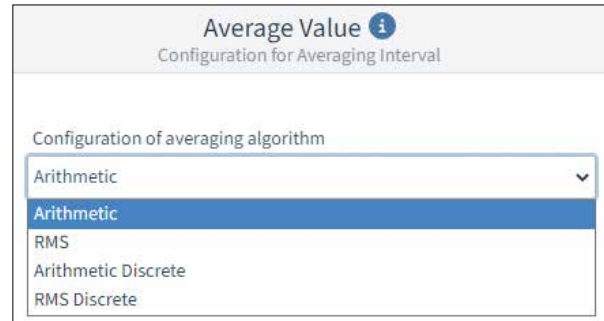 Average Value i
Configuration for Averaging Interval
Configuration of averaging algorithm
Arithmetic
Arithmetic
RMS
Arithmetic Discrete
RMS Discrete